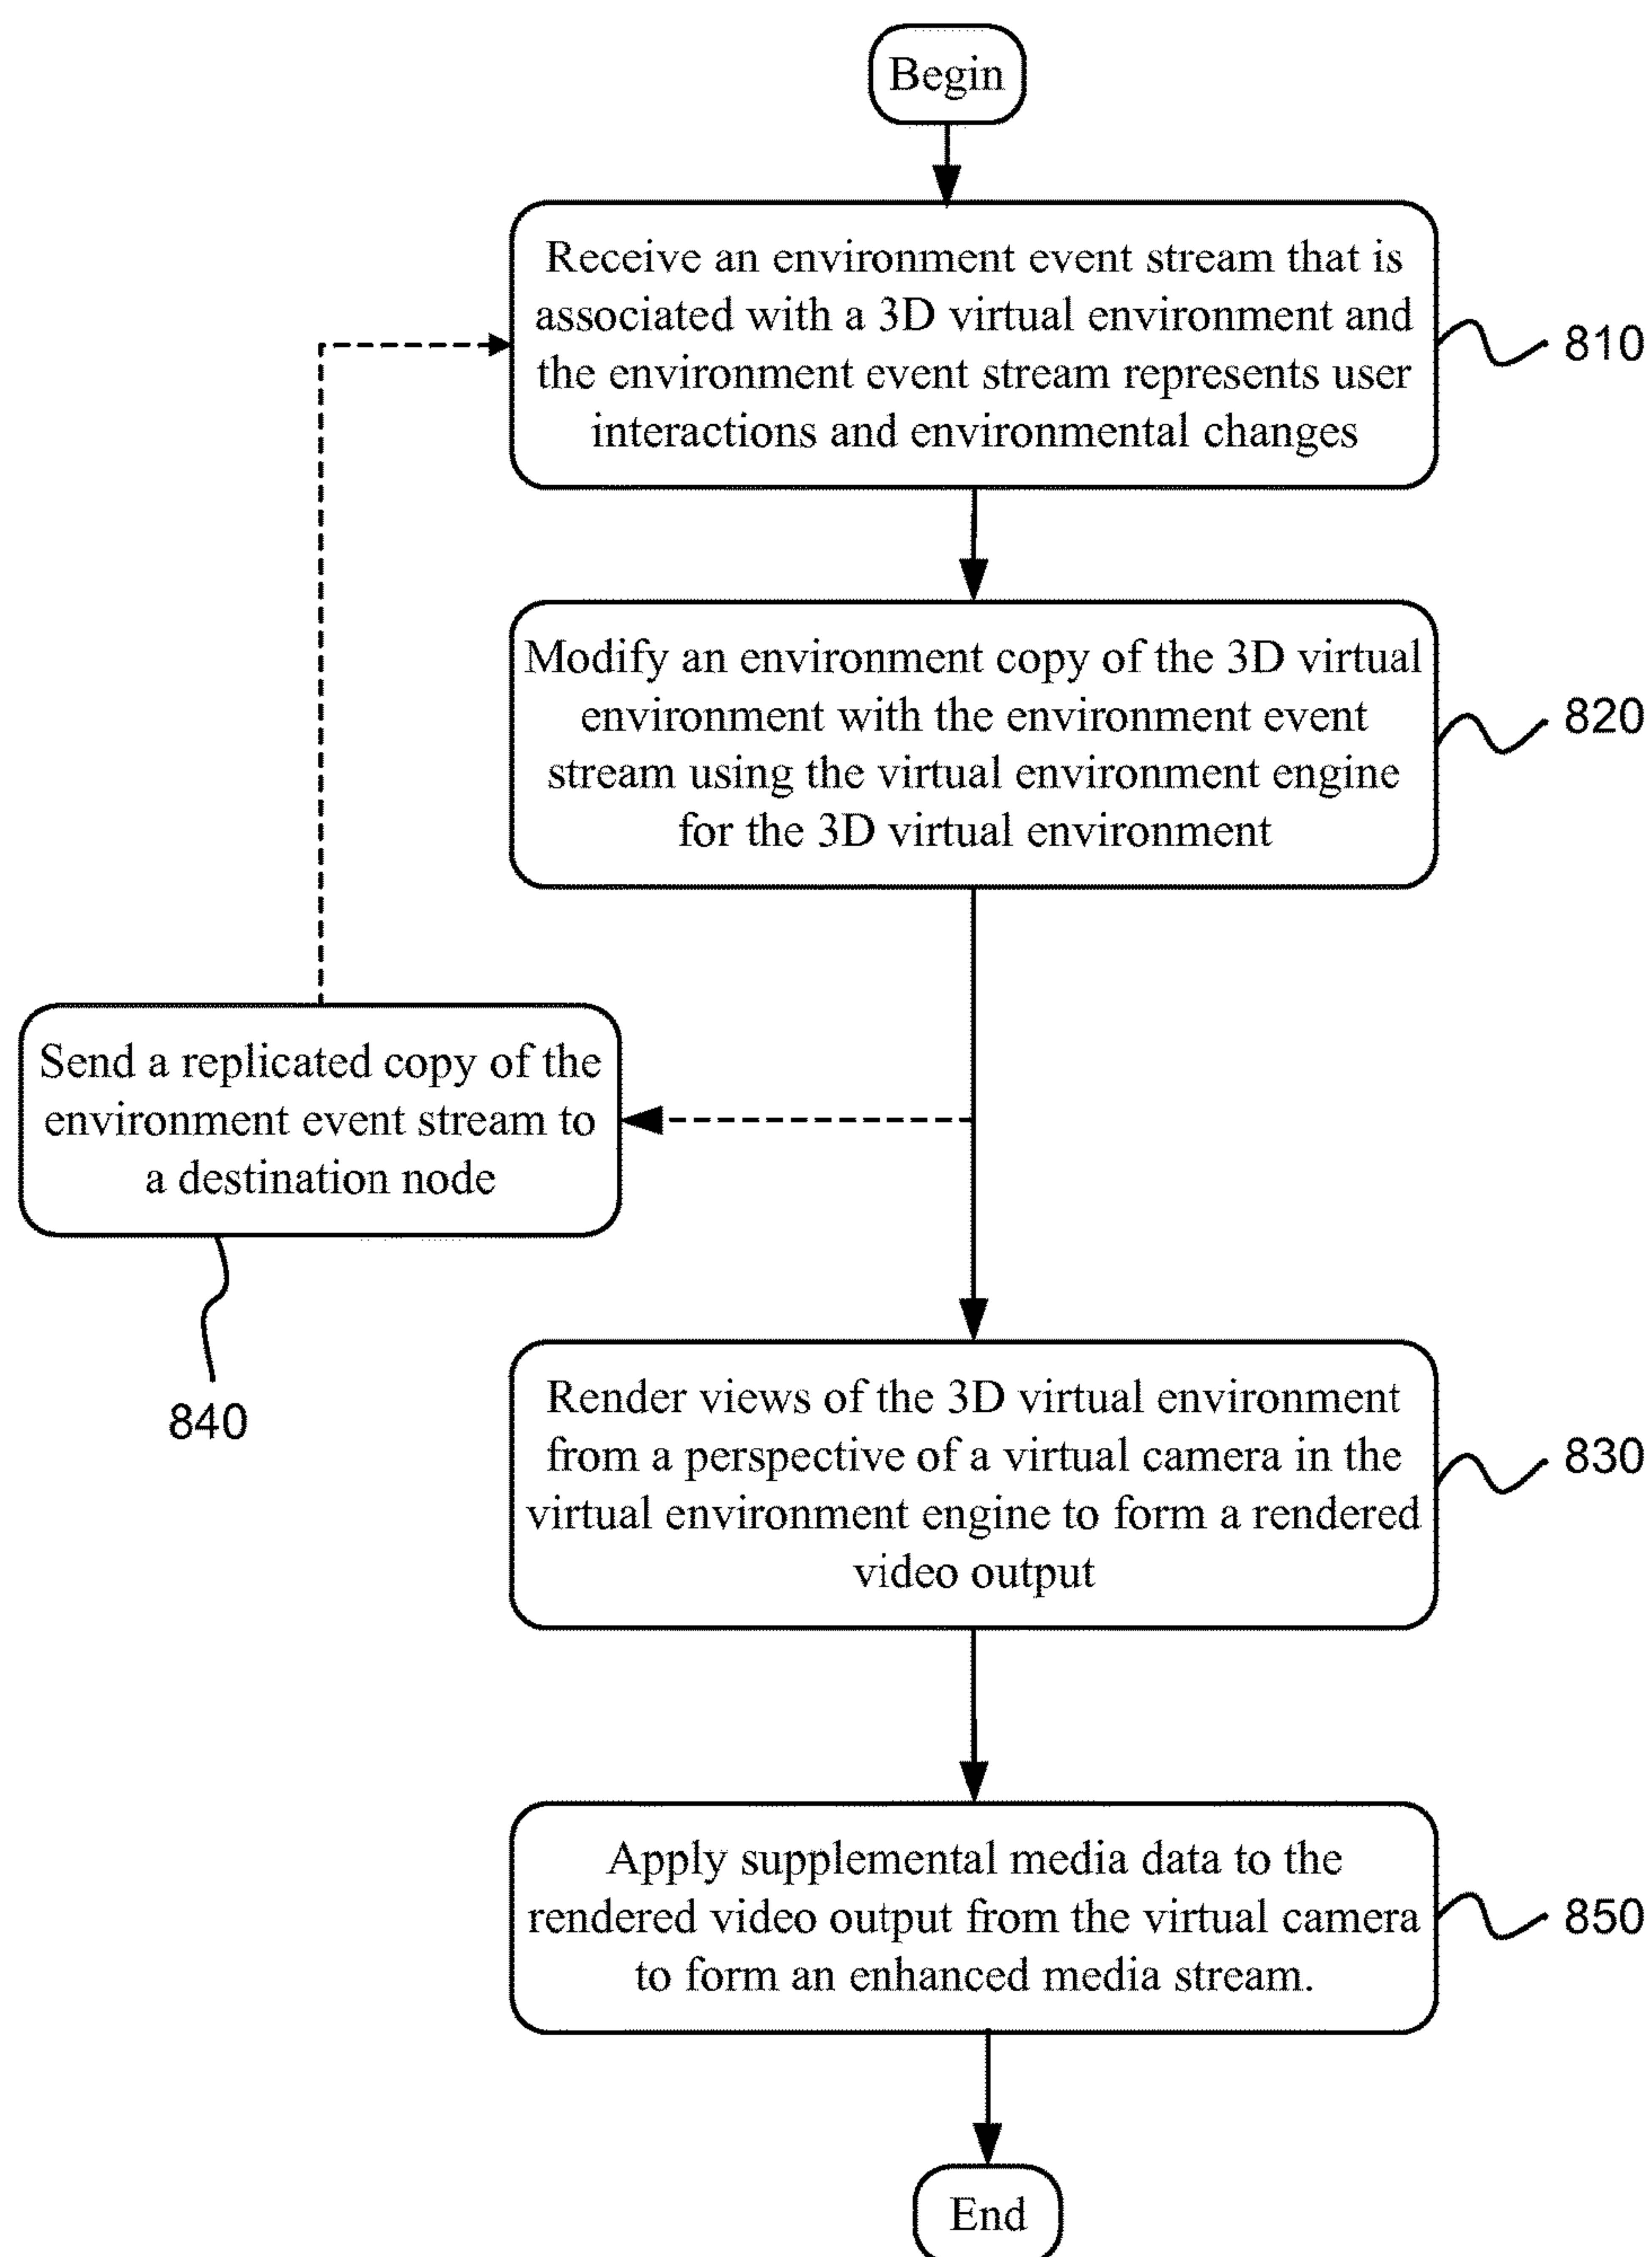 Begin
Receive an environment event stream that is
associated with a 3D virtual environment and
the environment event stream represents user
interactions and environmental changes
810
Modify an environment copy of the 3D virtual
environment with the environment event
stream using the virtual environment engine
for the 3D virtual environment
820
Send a replicated copy of the
environment event stream to
a destination node
840
Render views of the 3D virtual environment
from a perspective of a virtual camera in the
virtual environment engine to form a rendered
video output
830
Apply supplemental media data to the
rendered video output from the virtual camera
to form an enhanced media stream.
850
End